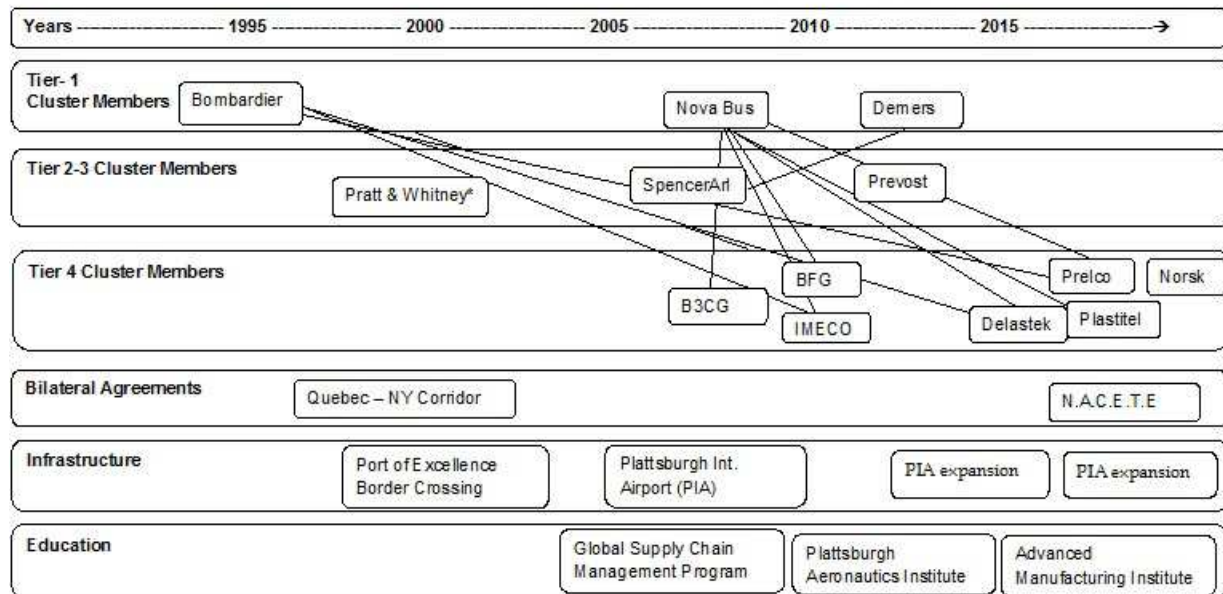 Years ---------------------- 1995 ---------------------- 2000 ---------------------- 2005 ---------------------- 2010 -------------------- 2015 --------------------→
Tier- 1
Cluster Members
Bombardier
Nova Bus
Demers
Tier 2-3 Cluster Members
Pratt & Whitney*
SpencerArl
Prevost
Tier 4 Cluster Members
B3CG
BFG
IMECO
Delastek
Prelco
Plastitel
Norsk
Bilateral Agreements
Quebec – NY Corridor
N.A.C.E.T.E
Infrastructure
Port of Excellence
Border Crossing
Plattsburgh Int.
Airport (PIA)
PIA expansion
PIA expansion
Education
Global Supply Chain
Management Program
Plattsburgh
Aeronautics Institute
Advanced
Manufacturing Institute